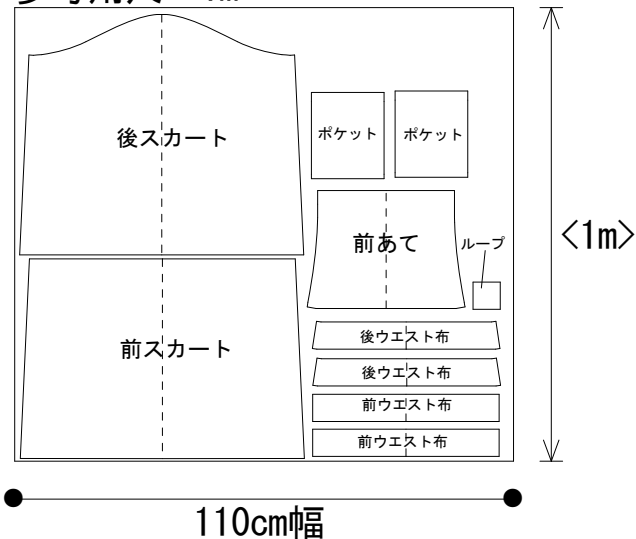 後スカート
ポケット
ポケット
前あて
ループ
<1m>
後ウエスト布
前スカート
後ウエスト布
前ウエスト布
前ウエスト布
110cm幅